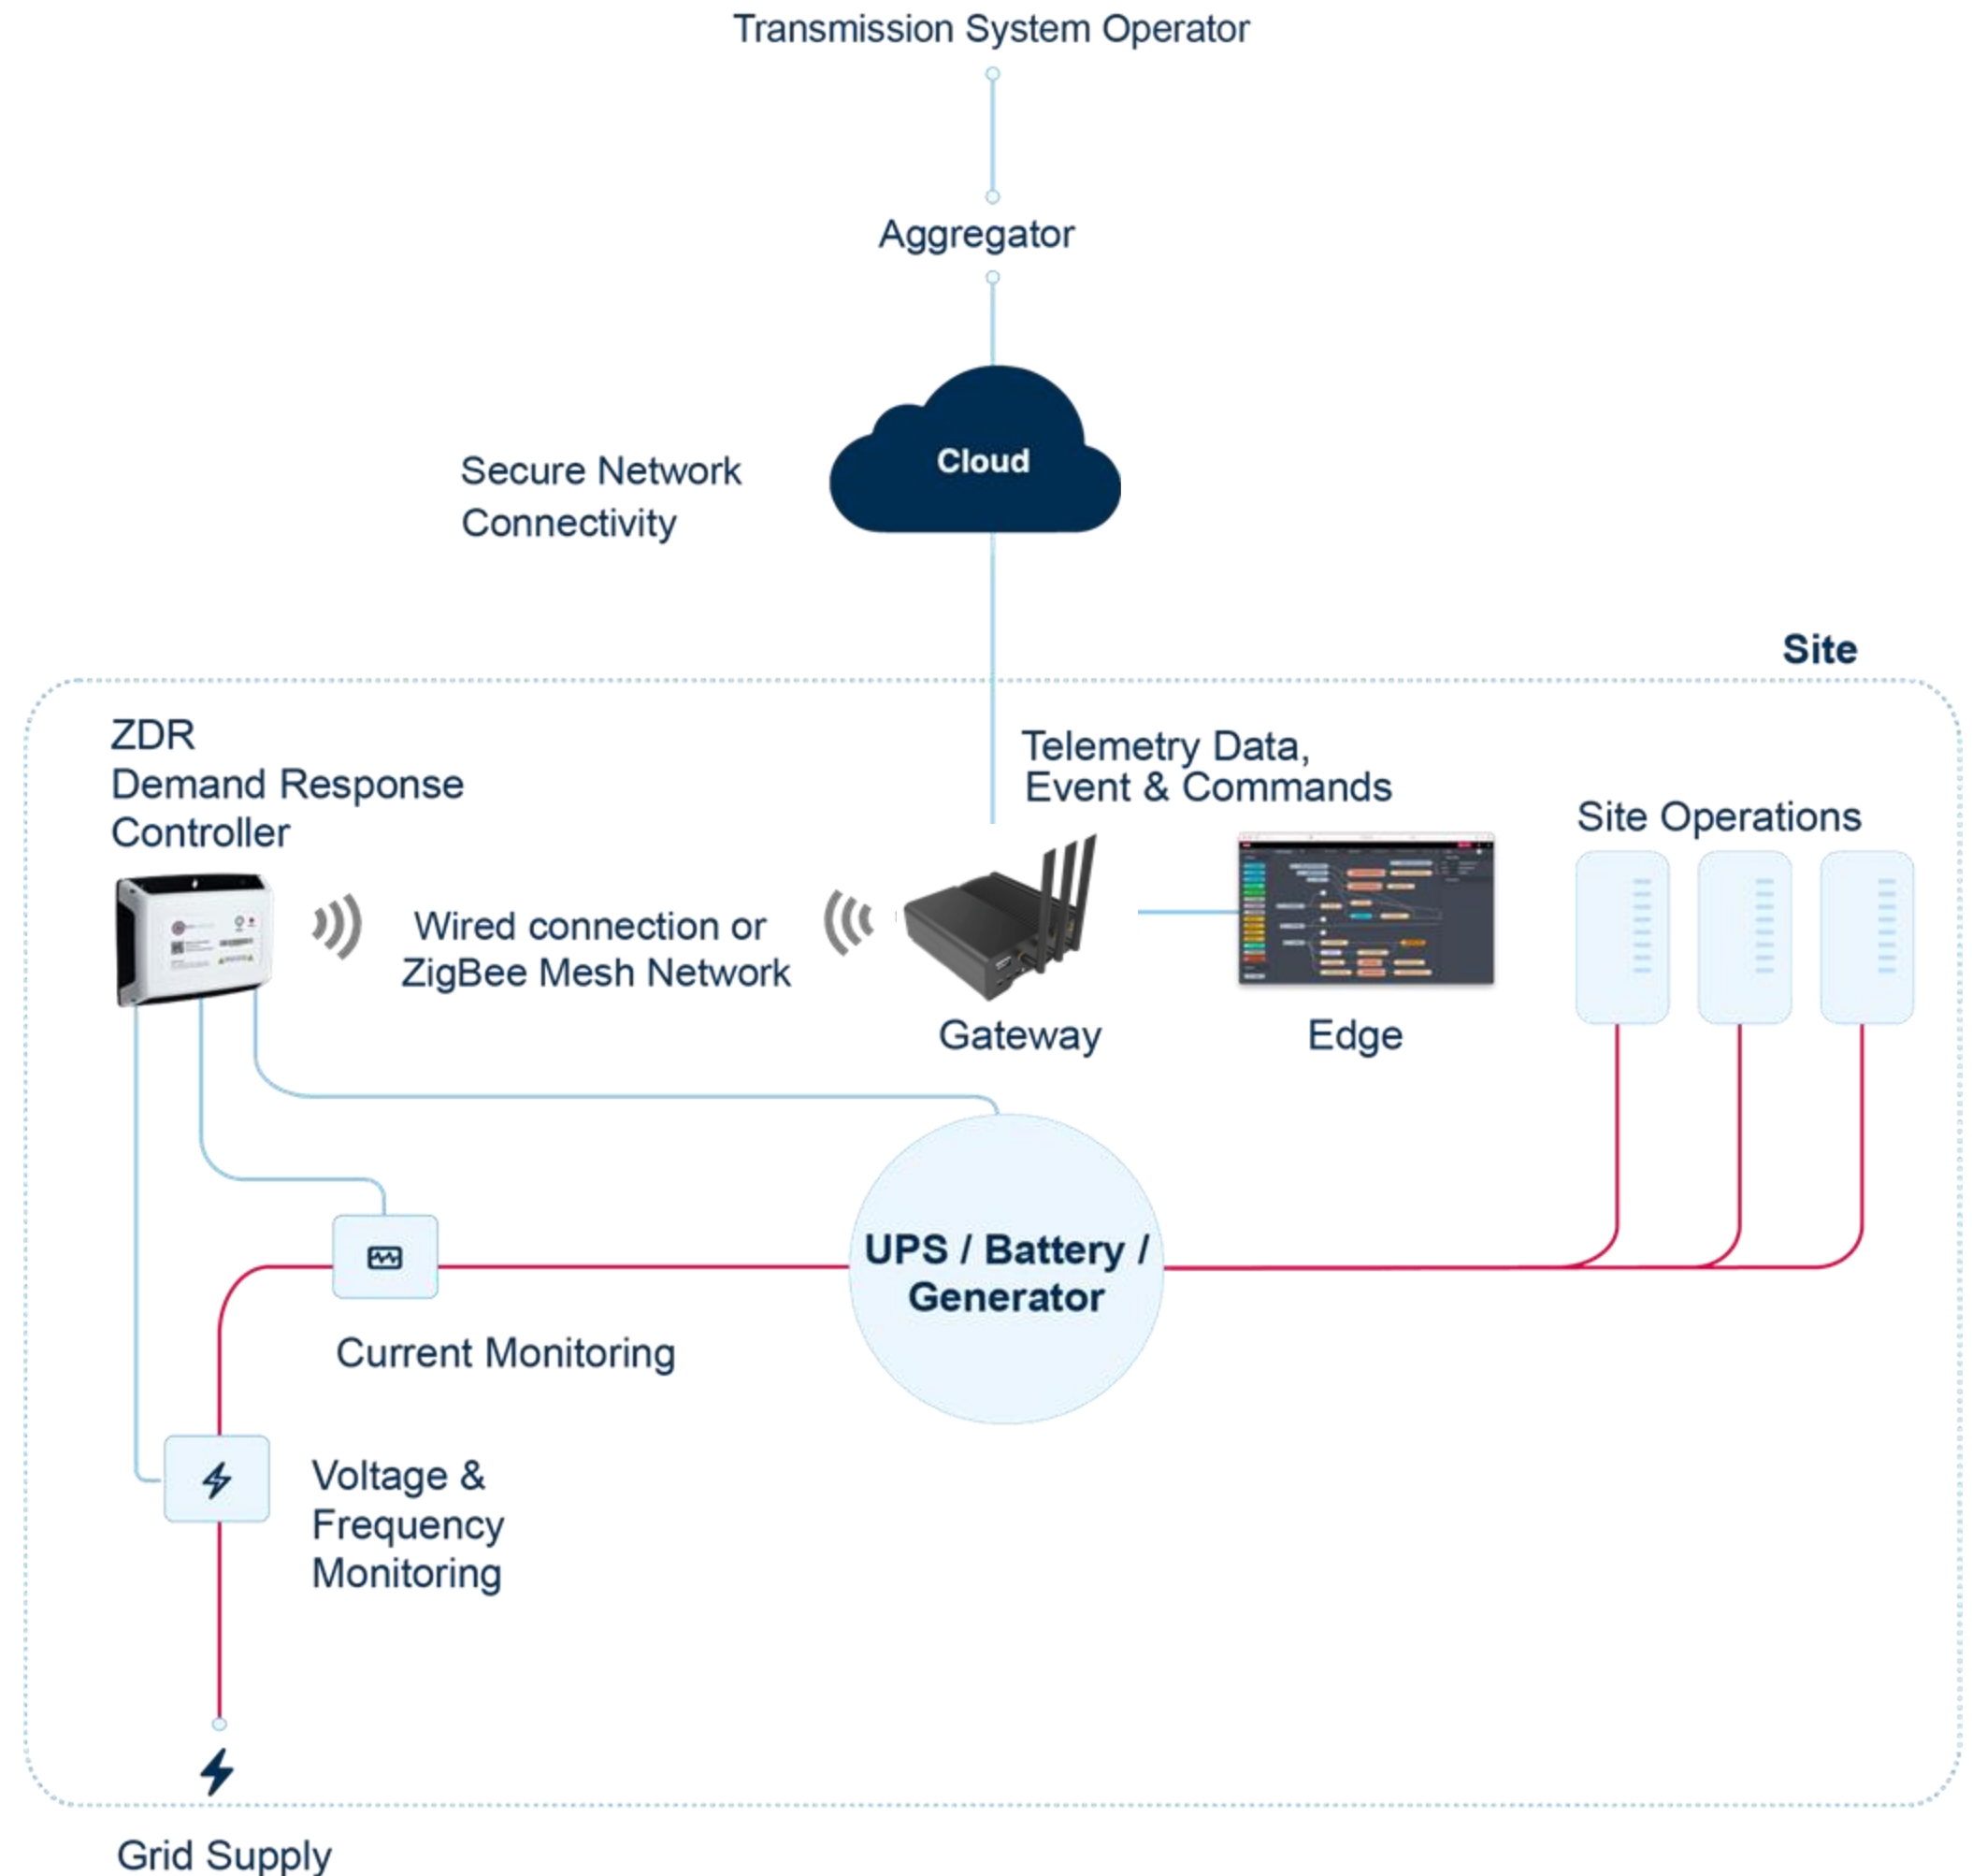 Transmission System Operator
Aggregator
Cloud
Secure Network
Connectivity
Site
ZDR
Demand Response
Controller
Telemetry Data,
Event & Commands
Site Operations
Wired connection or
ZigBee Mesh Network
Gateway
Edge
UPS / Battery /
Generator
Current Monitoring
Voltage &
Frequency
Monitoring
Grid Supply